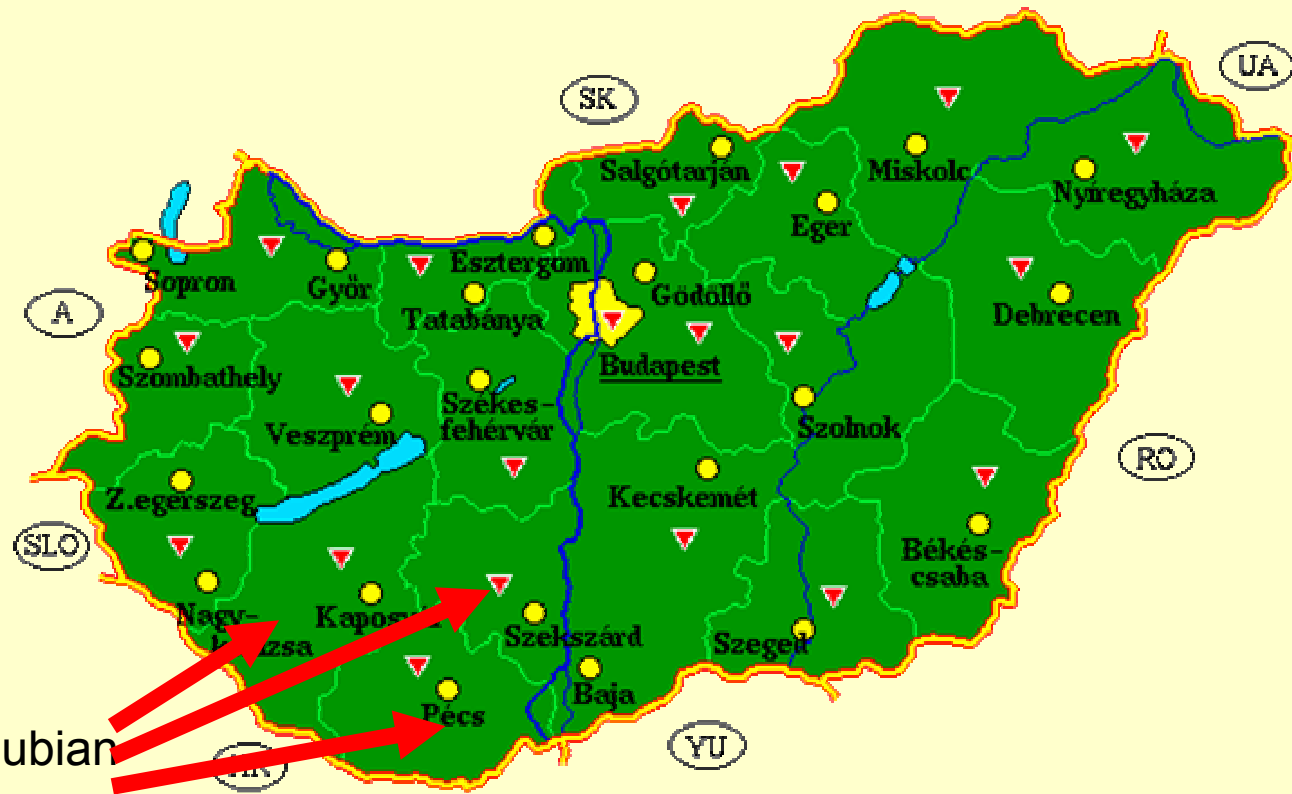 UA
SK
Salgótarján
Miskolc
Nyíregyháza
Eger
Esztergom
Sopron
Győr
Gödöllő
A
Tatabánya
Debrecen
Budapest
Szombathely
Székes-
fehérvár
Veszprém
Szolnok
RO
Z.egerszeg
Kecskemét
SLO
Békés-
csaba
Nagy-
Kaposvár
Szekszárd
Szeged
Baja
Pécs
YU
ubian